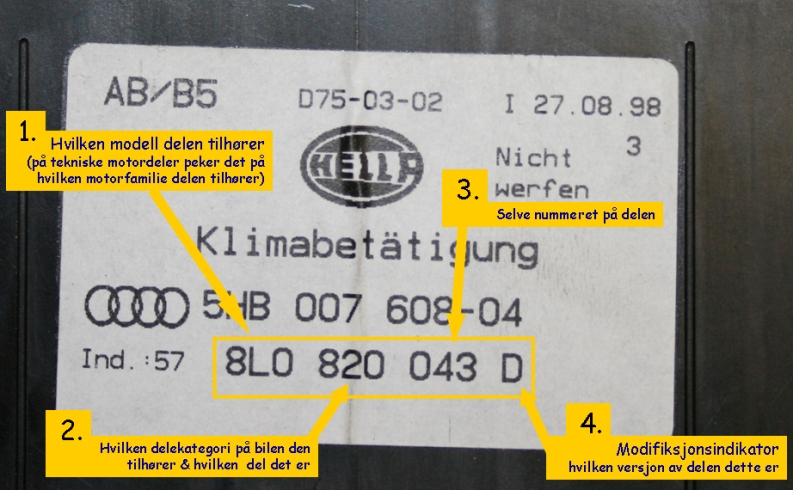 AB/B5 D75-03-02 I 27.08.98
1. Hvilken modell delen tilhører
(på tekniske motordeler peker det på
hvilken motorfamilie delen tilhører)
HELLA
Nicht 3
werfen
3. Selve nummeret på delen
Klimabetätigung
5HB 007 608-04
Ind.:57 8L0 820 043 D
2. Hvilken delekategori på bilen den
tilhører & hvilken del det er
4. Modifiksjonsindikator
hvilken versjon av delen dette er